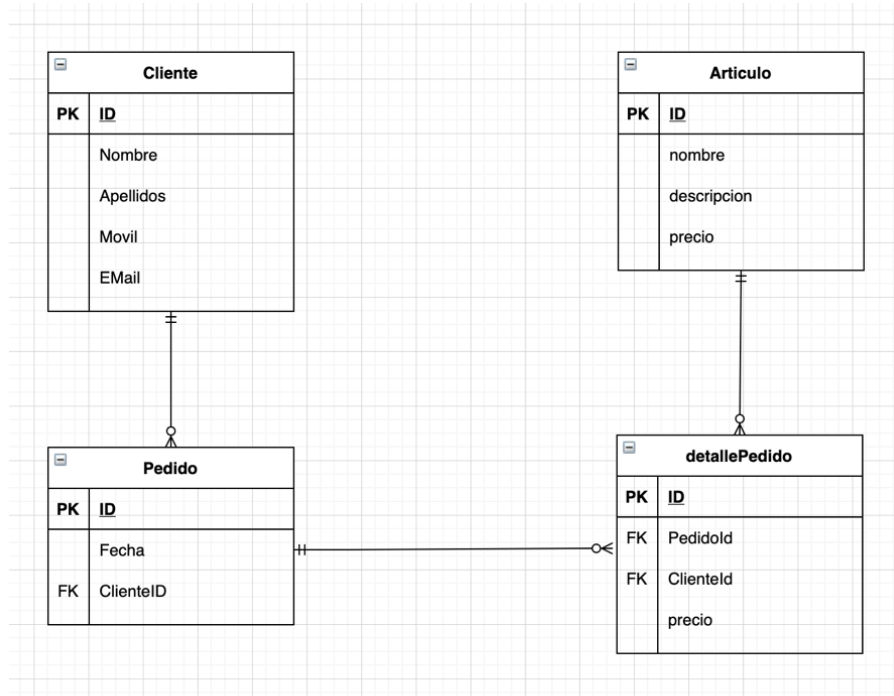 Cliente
PK ID
Nombre
Apellidos
Movil
EMail
Articulo
PK ID
nombre
descripcion
precio
Pedido
PK ID
Fecha
FK ClienteID
detallePedido
PK ID
FK PedidoId
FK ClienteId
precio